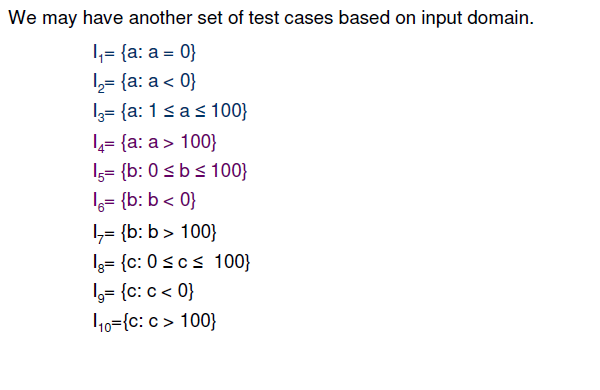 We may have another set of test cases based on input domain.
I₁= {a: a = 0}
I₂= {a: a < 0}
I₃= {a: 1 ≤ a ≤ 100}
I₄= {a: a > 100}
I₅= {b: 0 ≤ b ≤ 100}
I₆= {b: b < 0}
I₇= {b: b > 100}
I₈= {c: 0 ≤ c ≤ 100}
I₉= {c: c < 0}
I₁₀={c: c > 100}